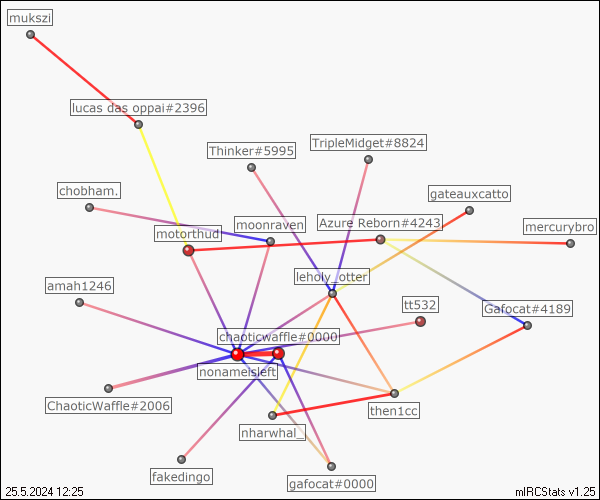 mukszi
lucas das oppai#2396
Thinker#5995
TripleMidget#8824
chobham.
gateauxcatto
moonraven
Azure Reborn#4243
motorthud
mercurybro
leholy_otter
amah1246
tt532
Gafocat#4189
chaoticwaffle#0000
nonameisleft
ChaoticWaffle#2006
then1cc
nharwhal_
fakedingo
gafocat#0000
25.5.2024 12:25
mIRCStats v1.25